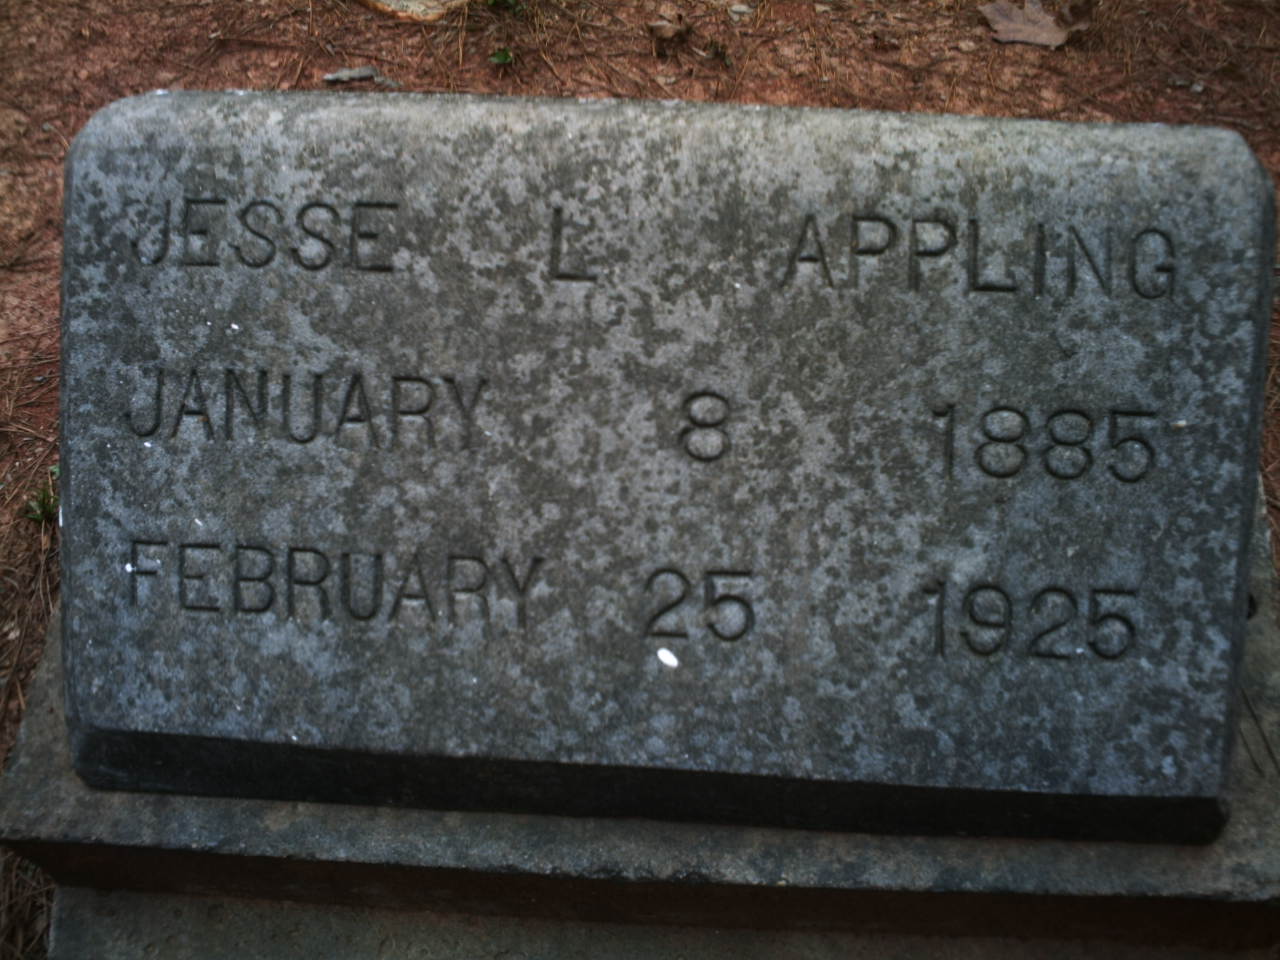 JESSE L APPLING
JANUARY 8 1885
FEBRUARY 25 1925